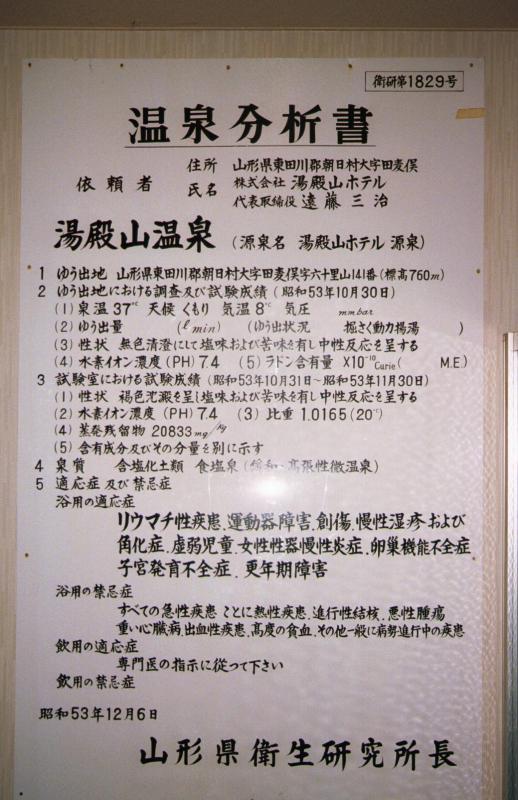 衛研第1829号
温泉分析書
依頼者 住所 山形県東田川郡朝日村大字田麦俣
氏名 株式会社 湯殿山ホテル
代表取締役 遠藤三治
湯殿山温泉 (源泉名 湯殿山ホテル 源泉)
1 ゆう出地 山形県東田川郡朝日村大字田麦俣字六十里山141番(標高760m)
2 ゆう出地における調査及び試験成績 (昭和53年10月30日)
(1) 泉温 37℃ 天候 くもり 気温 8℃ 気圧 mmbar
(2) ゆう出量 (ℓ min) (ゆう出状況 掘さく動力揚湯 )
(3) 性状 無色清澄にして塩味および苦味を有し中性反応を呈する
(4) 水素イオン濃度 (PH) 7.4 (5) ラドン含有量 X10⁻¹⁰Curie( M.E.)
3 試験室における試験成績 (昭和53年10月31日~昭和53年11月30日)
(1) 性状 褐色沈澱を呈し塩味および苦味を有し中性反応を呈する
(2) 水素イオン濃度 (PH) 7.4 (3) 比重 1.0165 (20℃)
(4) 蒸発残留物 20833mg/kg
(5) 含有成分及びその分量を別に示す
4 泉質 含塩化土類 食塩泉 (緩和・高張性微温泉)
5 適応症及び禁忌症
浴用の適応症
リウマチ性疾患、運動器障害、創傷、慢性湿疹および
角化症、虚弱児童、女性性器慢性炎症、卵巣機能不全症
子宮発育不全症、更年期障害
浴用の禁忌症
すべての急性疾患 ことに熱性疾患、進行性結核、悪性腫瘍
重い心臓病、出血性疾患、高度の貧血、その他一般に病勢進行中の疾患
飲用の適応症
専門医の指示に従つて下さい
飲用の禁忌症
昭和53年12月6日
山形県衛生研究所長